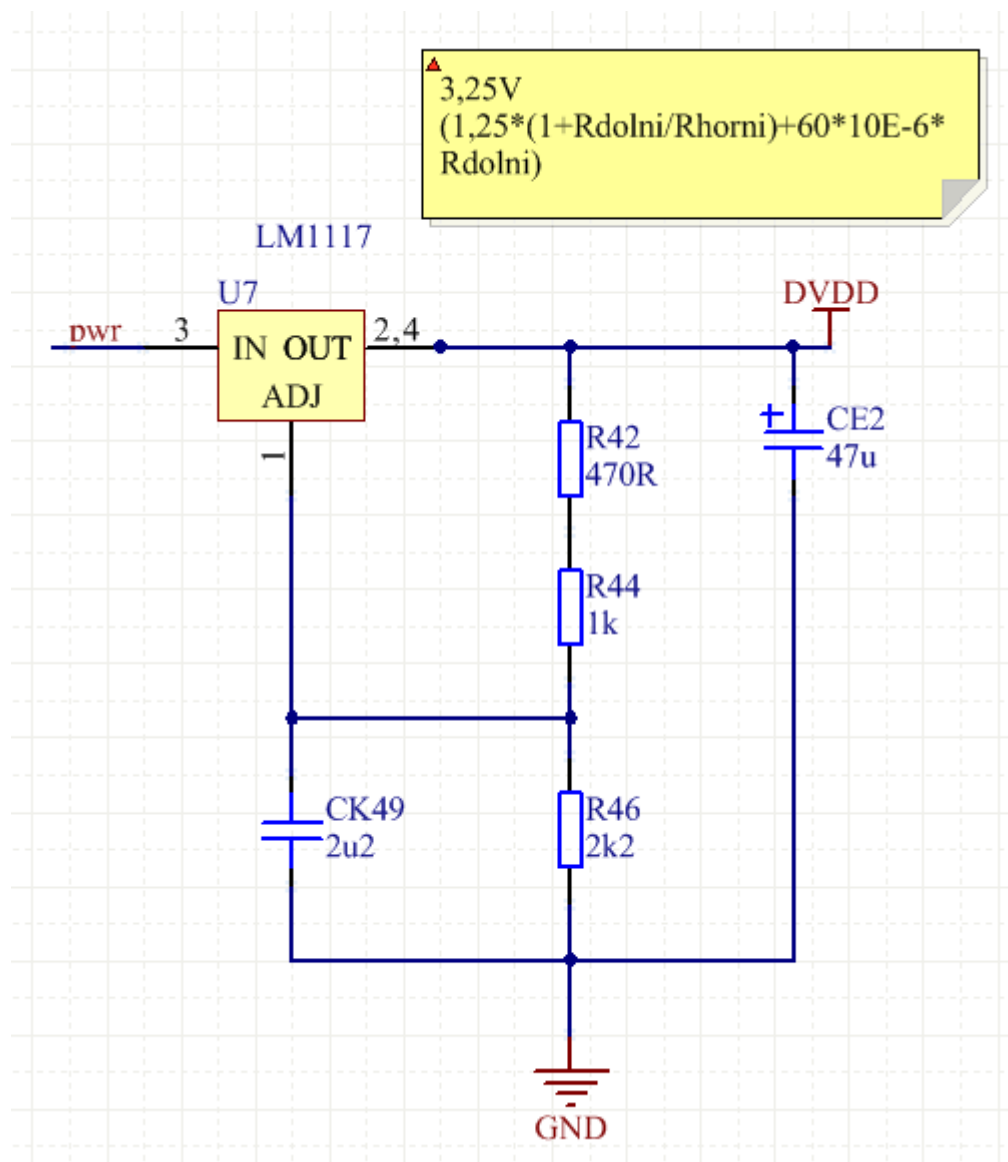 3,25V
(1,25*(1+Rdolni/Rhorni)+60*10E-6*
Rdolni)
LM1117
U7
DVDD
pwr
3
2,4
IN OUT
ADJ
1
CE2
47u
R42
470R
R44
1k
CK49
2u2
R46
2k2
GND